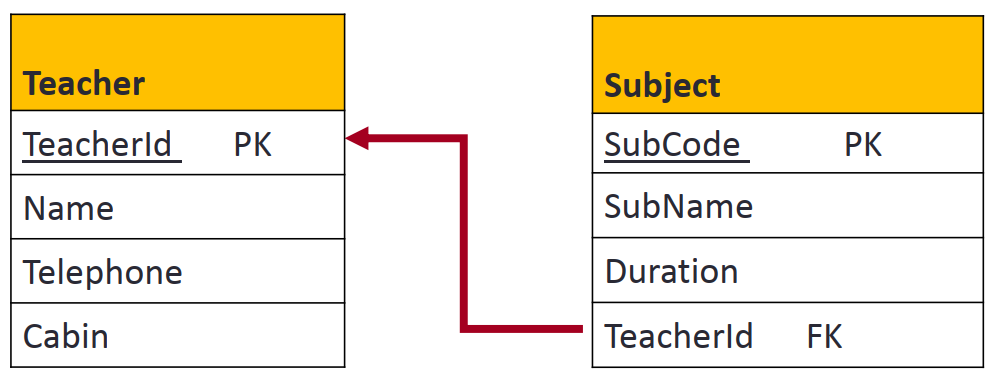 Teacher
TeacherId PK
Name
Telephone
Cabin
Subject
SubCode PK
SubName
Duration
TeacherId FK